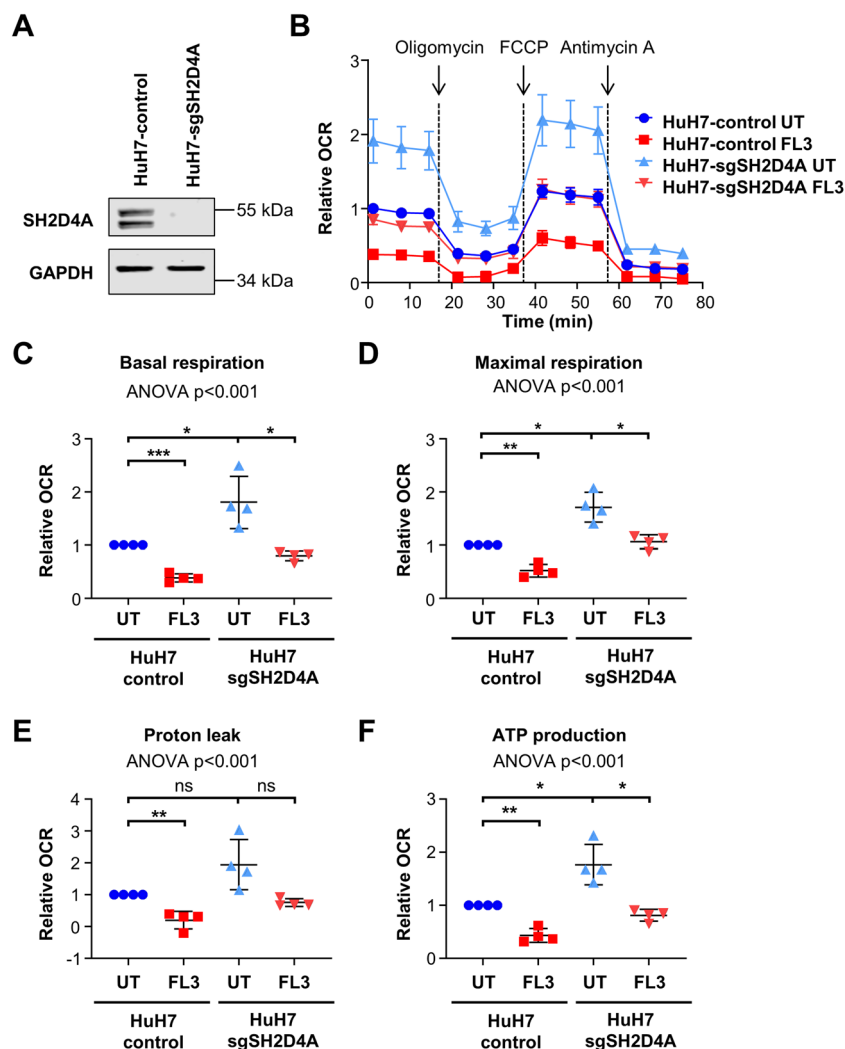 A
HuH7-control
HuH7-sgSH2D4A
SH2D4A
55 kDa
GAPDH
34 kDa
B
Oligomycin FCCP Antimycin A
Relative OCR
3
2
1
0
0 10 20 30 40 50 60 70 80
Time (min)
HuH7-control UT
HuH7-control FL3
HuH7-sgSH2D4A UT
HuH7-sgSH2D4A FL3
C
Basal respiration
ANOVA p<0.001
* *
***
Relative OCR
3
2
1
0
UT FL3 UT FL3
HuH7 control
HuH7 sgSH2D4A
D
Maximal respiration
ANOVA p<0.001
* *
**
Relative OCR
3
2
1
0
UT FL3 UT FL3
HuH7 control
HuH7 sgSH2D4A
E
Proton leak
ANOVA p<0.001
ns ns
**
Relative OCR
4
3
2
1
0
-1
UT FL3 UT FL3
HuH7 control
HuH7 sgSH2D4A
F
ATP production
ANOVA p<0.001
* *
**
Relative OCR
3
2
1
0
UT FL3 UT FL3
HuH7 control
HuH7 sgSH2D4A